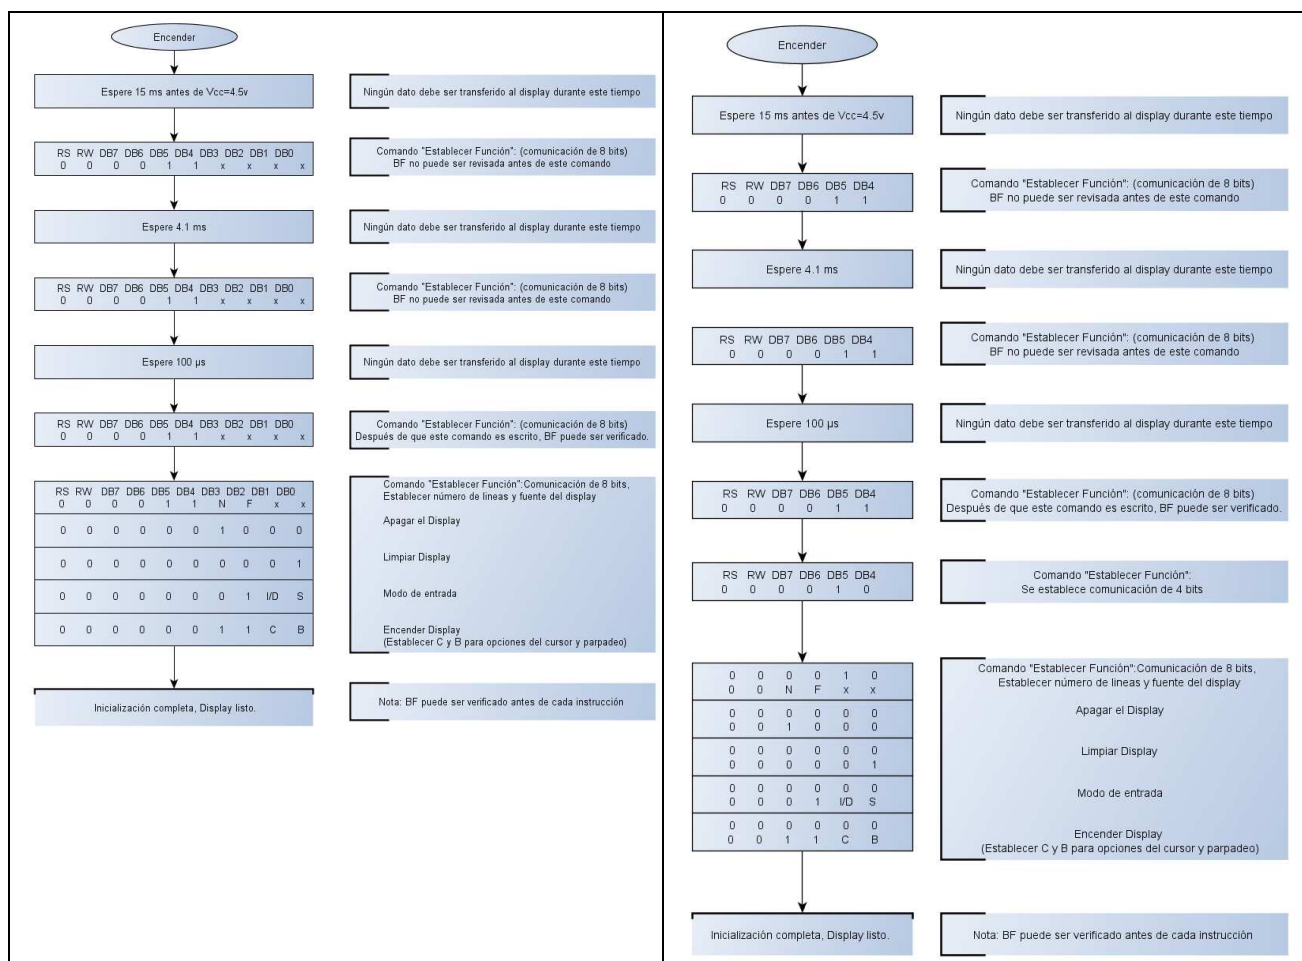 Encender
Espere 15 ms antes de Vcc=4.5v
Ningún dato debe ser transferido al display durante este tiempo
RS RW DB7 DB6 DB5 DB4 DB3 DB2 DB1 DB0
0 0 0 0 1 1 x x x x
Comando "Establecer Función": (comunicación de 8 bits)
BF no puede ser revisada antes de este comando
Espere 4.1 ms
Ningún dato debe ser transferido al display durante este tiempo
RS RW DB7 DB6 DB5 DB4 DB3 DB2 DB1 DB0
0 0 0 0 1 1 x x x x
Comando "Establecer Función": (comunicación de 8 bits)
BF no puede ser revisada antes de este comando
Espere 100 µs
Ningún dato debe ser transferido al display durante este tiempo
RS RW DB7 DB6 DB5 DB4 DB3 DB2 DB1 DB0
0 0 0 0 1 1 x x x x
Comando "Establecer Función": (comunicación de 8 bits)
Después de que este comando es escrito, BF puede ser verificado.
RS RW DB7 DB6 DB5 DB4 DB3 DB2 DB1 DB0
0 0 0 0 1 1 N F x x
Comando "Establecer Función":Comunicación de 8 bits,
Establecer número de lineas y fuente del display
0 0 0 0 0 0 1 0 0 0
Apagar el Display
0 0 0 0 0 0 0 0 0 1
Limpiar Display
0 0 0 0 0 0 0 1 I/D S
Modo de entrada
0 0 0 0 0 0 1 1 C B
Encender Display
(Establecer C y B para opciones del cursor y parpadeo)
Inicialización completa, Display listo.
Nota: BF puede ser verificado antes de cada instrucción
Encender
Espere 15 ms antes de Vcc=4.5v
Ningún dato debe ser transferido al display durante este tiempo
RS RW DB7 DB6 DB5 DB4
0 0 0 0 1 1
Comando "Establecer Función": (comunicación de 8 bits)
BF no puede ser revisada antes de este comando
Espere 4.1 ms
Ningún dato debe ser transferido al display durante este tiempo
RS RW DB7 DB6 DB5 DB4
0 0 0 0 1 1
Comando "Establecer Función": (comunicación de 8 bits)
BF no puede ser revisada antes de este comando
Espere 100 µs
Ningún dato debe ser transferido al display durante este tiempo
RS RW DB7 DB6 DB5 DB4
0 0 0 0 1 1
Comando "Establecer Función": (comunicación de 8 bits)
Después de que este comando es escrito, BF puede ser verificado.
RS RW DB7 DB6 DB5 DB4
0 0 0 0 1 0
Comando "Establecer Función":
Se establece comunicación de 4 bits
0 0 0 0 1 0
0 0 N F x x
Comando "Establecer Función":Comunicación de 8 bits,
Establecer número de lineas y fuente del display
0 0 0 0 0 0
0 0 1 0 0 0
Apagar el Display
0 0 0 0 0 0
0 0 0 0 0 1
Limpiar Display
0 0 0 0 0 0
0 0 0 1 I/D S
Modo de entrada
0 0 0 0 0 0
0 0 1 1 C B
Encender Display
(Establecer C y B para opciones del cursor y parpadeo)
Inicialización completa, Display listo.
Nota: BF puede ser verificado antes de cada instrucción